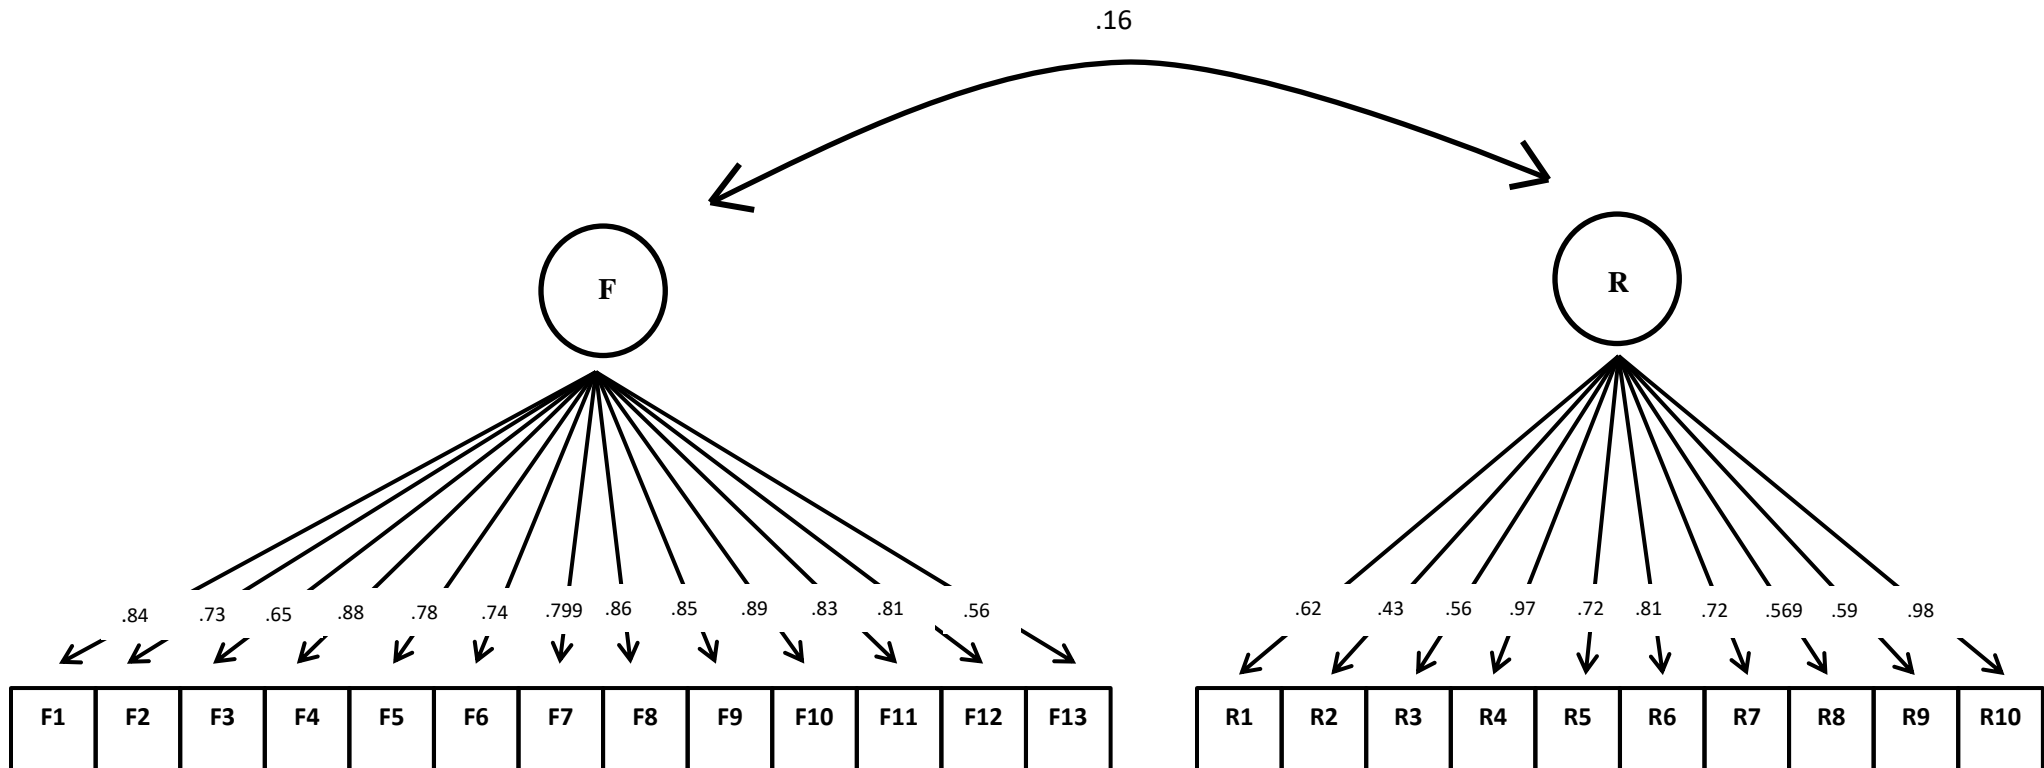 .16
F
R
.84 .73 .65 .88 .78 .74 .799 .86 .85 .89 .83 .81 .56
.62 .43 .56 .97 .72 .81 .72 .569 .59 .98
F1 F2 F3 F4 F5 F6 F7 F8 F9 F10 F11 F12 F13
R1 R2 R3 R4 R5 R6 R7 R8 R9 R10